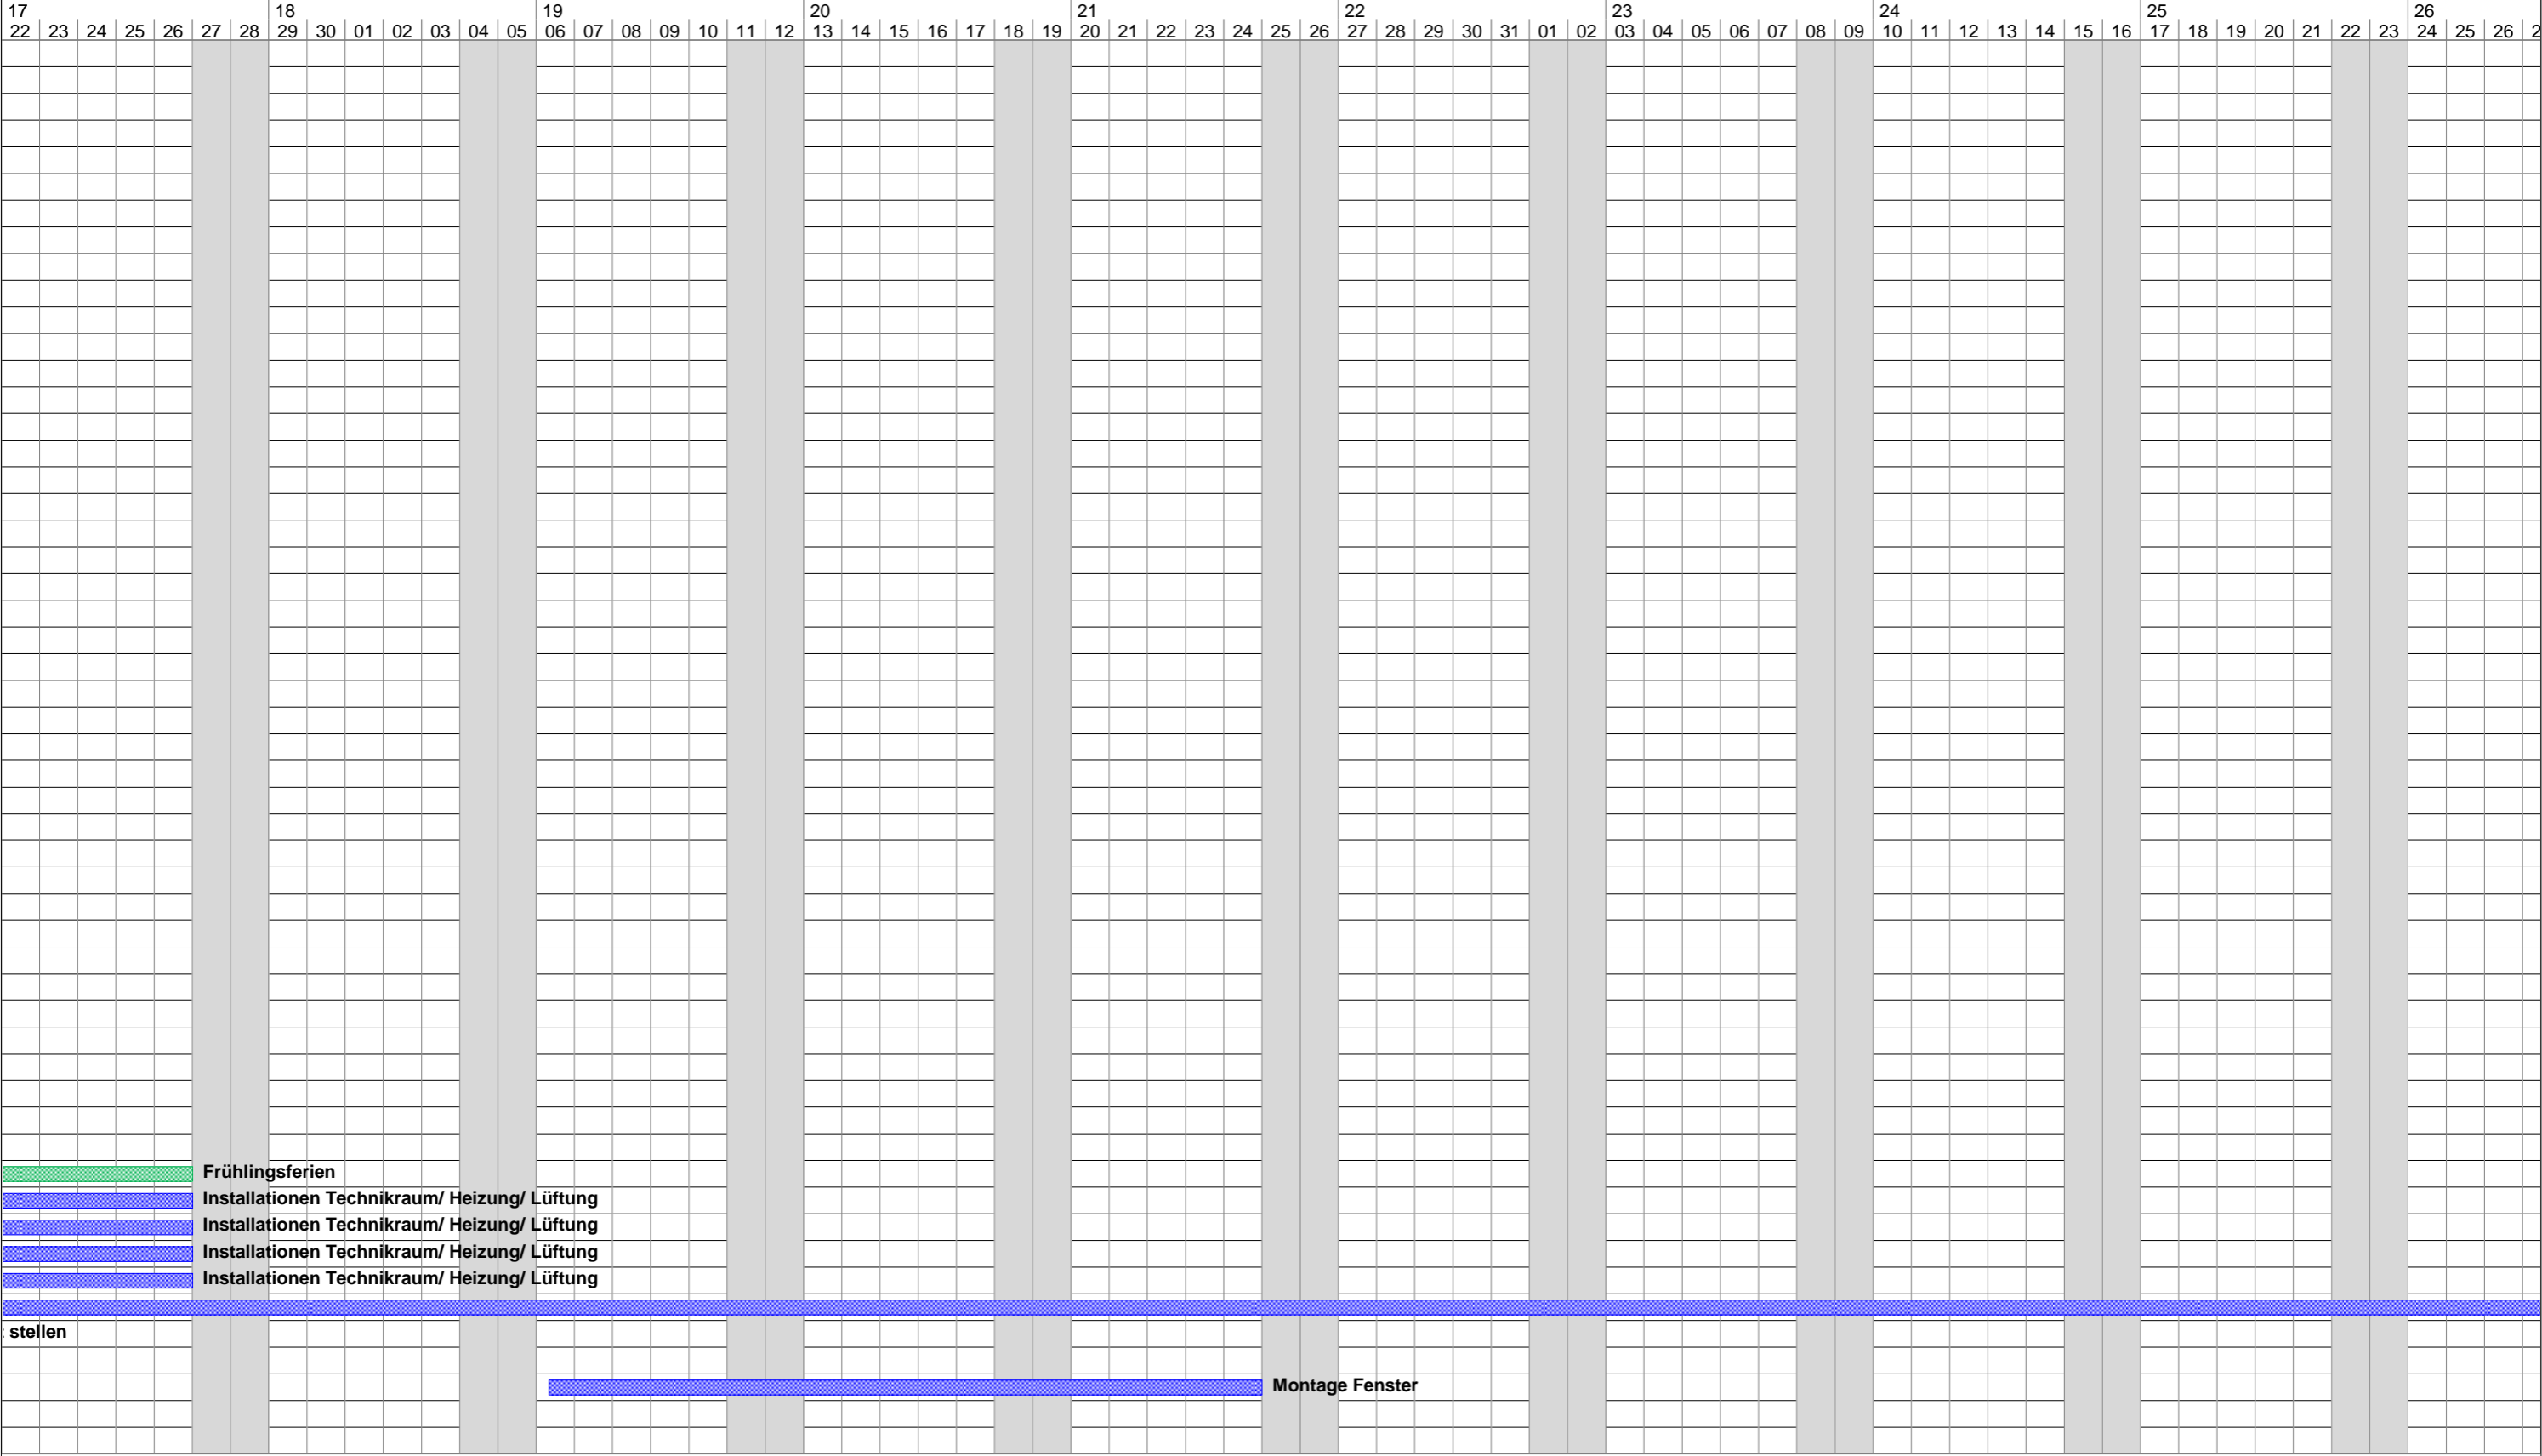 17 18 19 20 21 22 23 24 25 26
22 23 24 25 26 27 28 29 30 01 02 03 04 05 06 07 08 09 10 11 12 13 14 15 16 17 18 19 20 21 22 23 24 25 26 27 28 29 30 31 01 02 03 04 05 06 07 08 09 10 11 12 13 14 15 16 17 18 19 20 21 22 23 24 25 26 2
Frühlingsferien
Installationen Technikraum/ Heizung/ Lüftung
Installationen Technikraum/ Heizung/ Lüftung
Installationen Technikraum/ Heizung/ Lüftung
Installationen Technikraum/ Heizung/ Lüftung
stellen
Montage Fenster